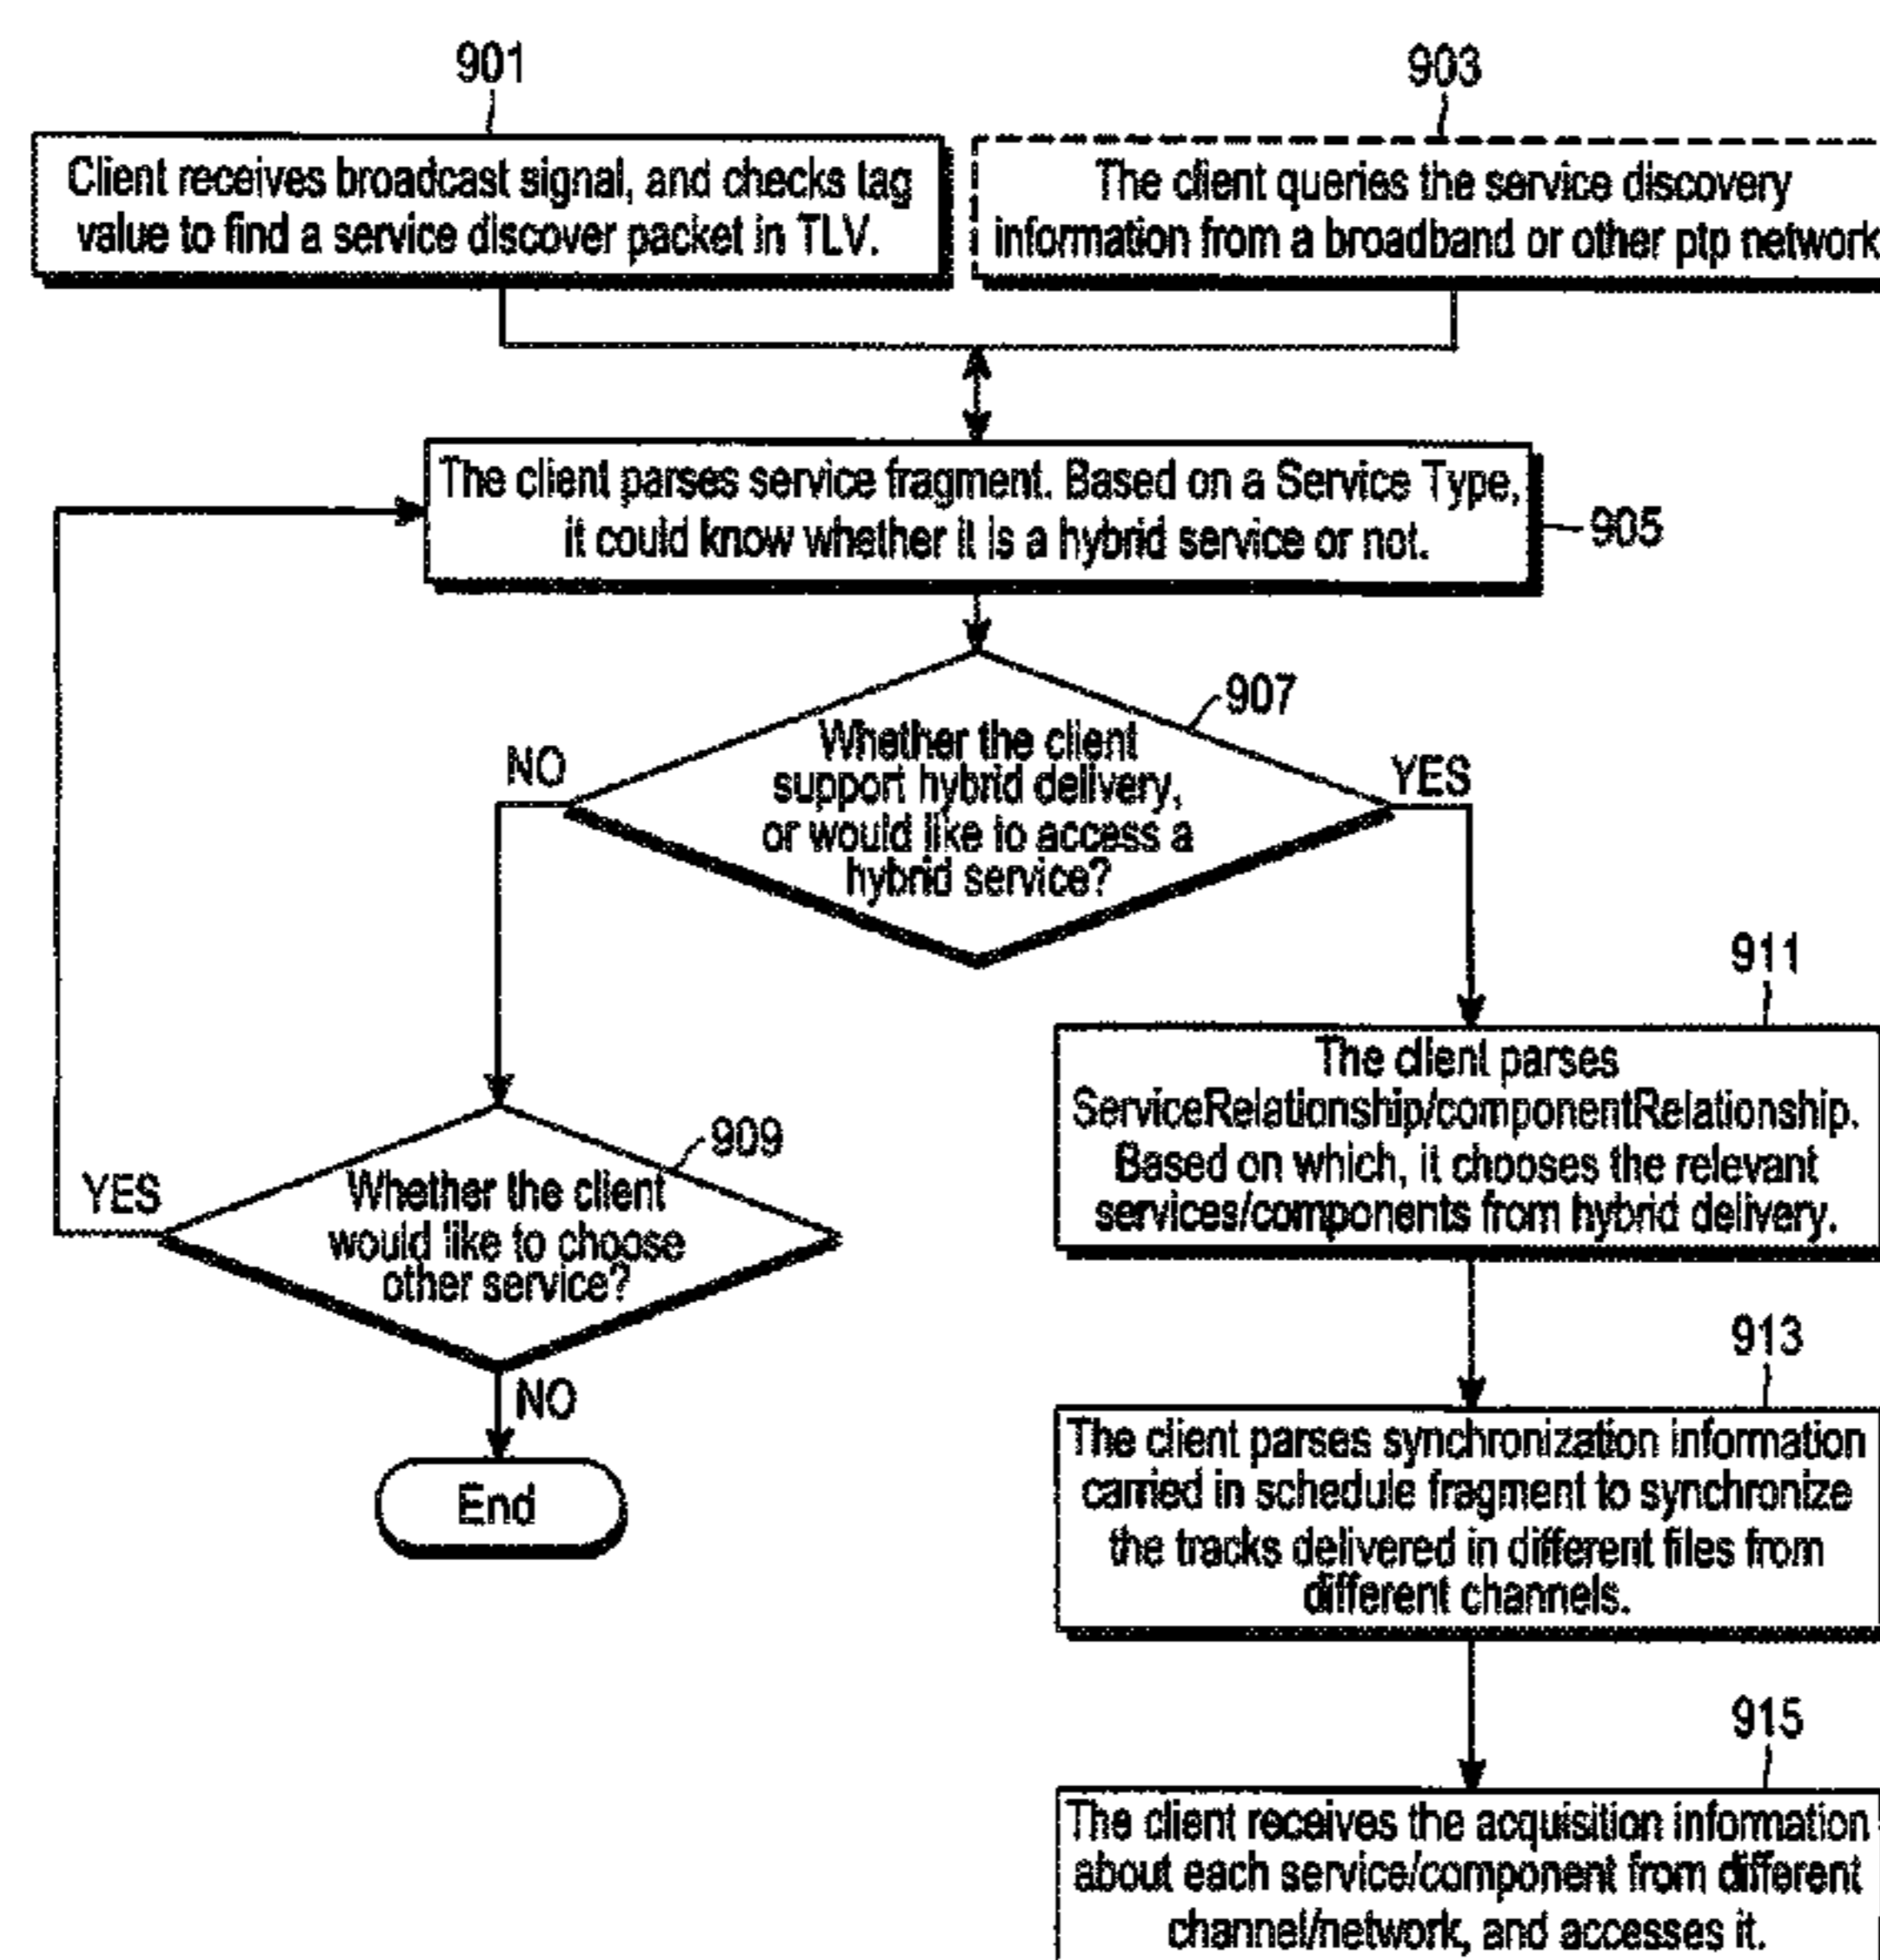 901
903
Client receives broadcast signal, and checks tag
value to find a service discover packet in TLV.
The client queries the service discovery
information from a broadband or other ptp network
The client parses service fragment. Based on a Service Type,
it could know whether it is a hybrid service or not.
905
907
Whether the client
support hybrid delivery,
or would like to access a
hybrid service?
NO
YES
911
The client parses
ServiceRelationship/componentRelationship.
Based on which, it chooses the relevant
services/components from hybrid delivery.
909
Whether the client
would like to choose
other service?
YES
NO
End
913
The client parses synchronization information
carried in schedule fragment to synchronize
the tracks delivered in different files from
different channels.
915
The client receives the acquisition information
about each service/component from different
channel/network, and accesses it.